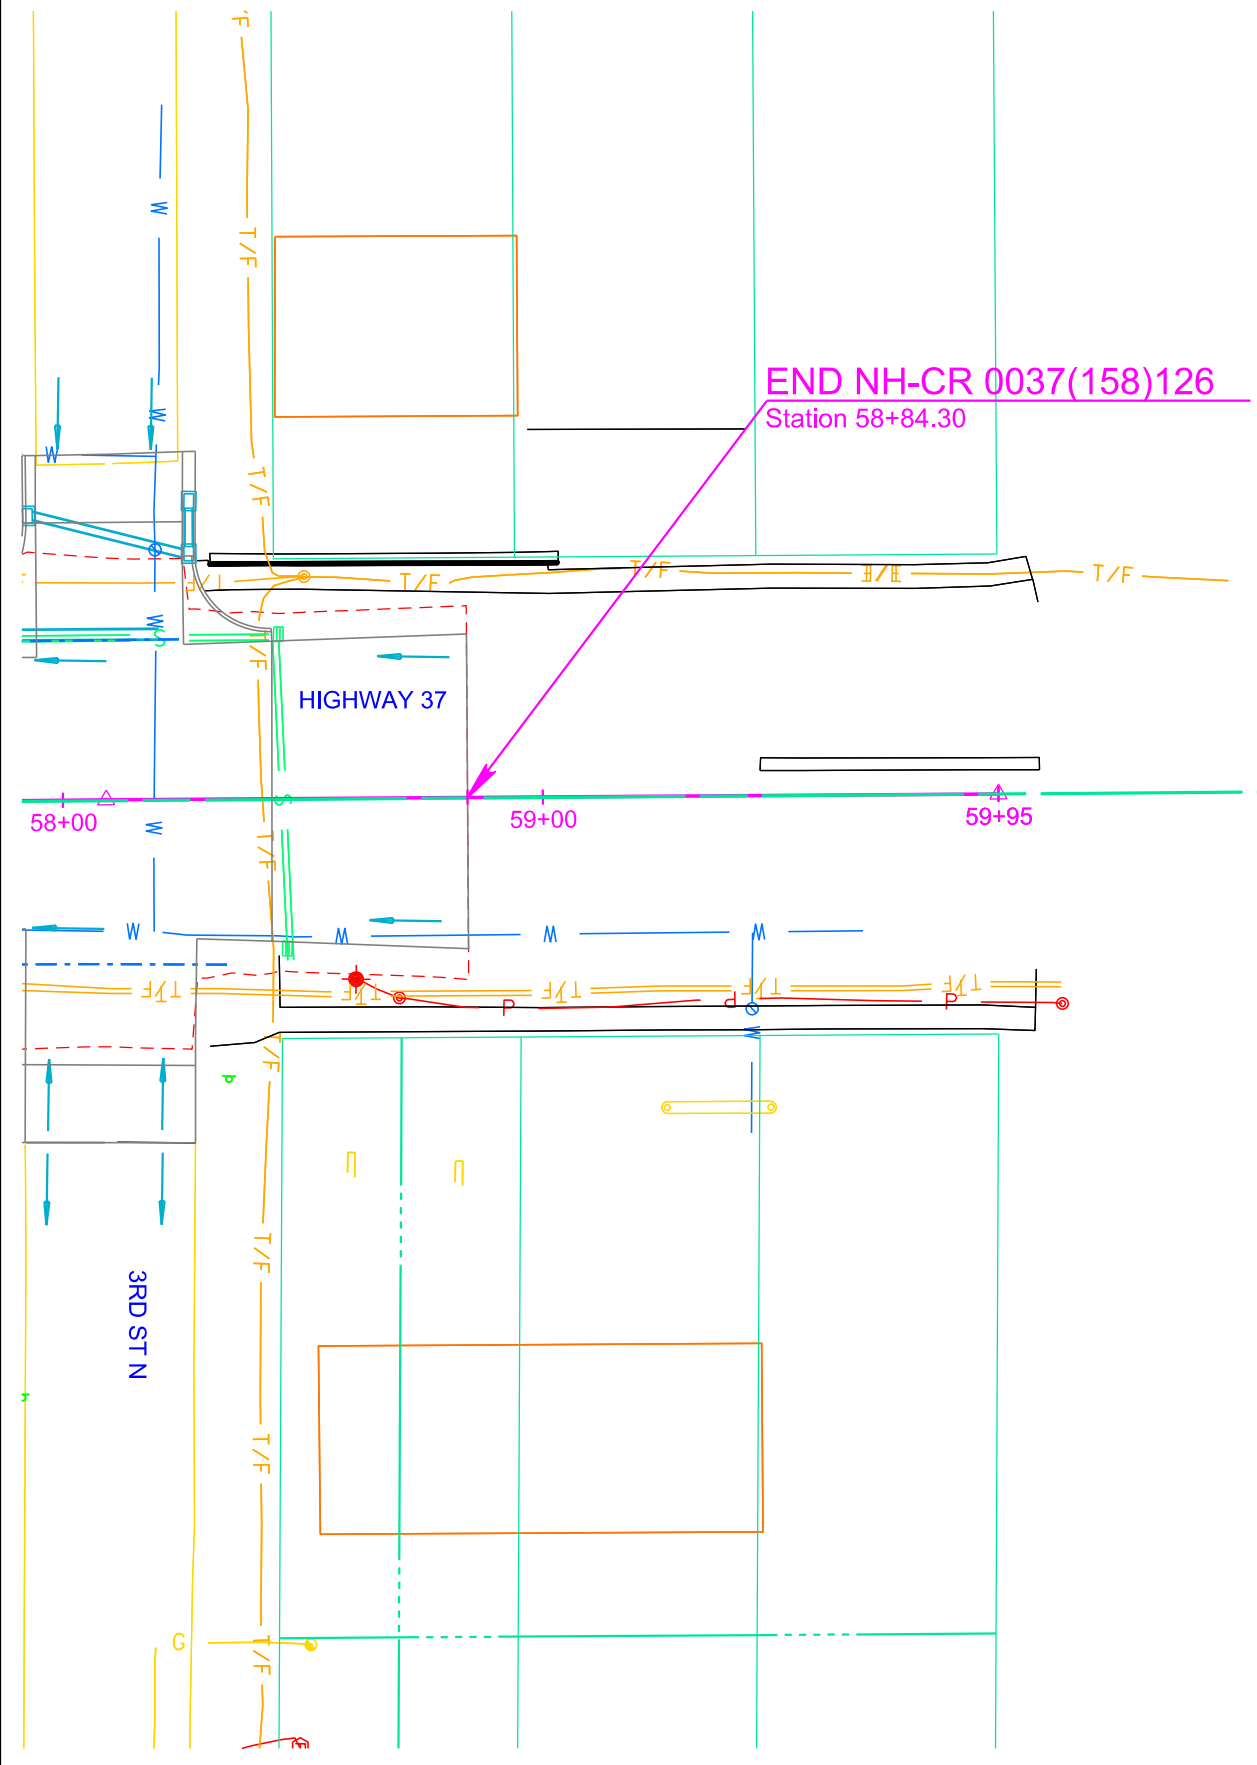 'F
W
T/F
END NH-CR 0037(158)126
Station 58+84.30
W
W
T/F
T/F
T/F
T/F
T/F
W
S
T/F
HIGHWAY 37
S
58+00
59+00
59+95
W
T/F
W
W
W
W
T/F
T/F
T/F
T/F
T/F
P
P
P
W
T/F
P
T/F
3RD ST N
T/F
G
T/F